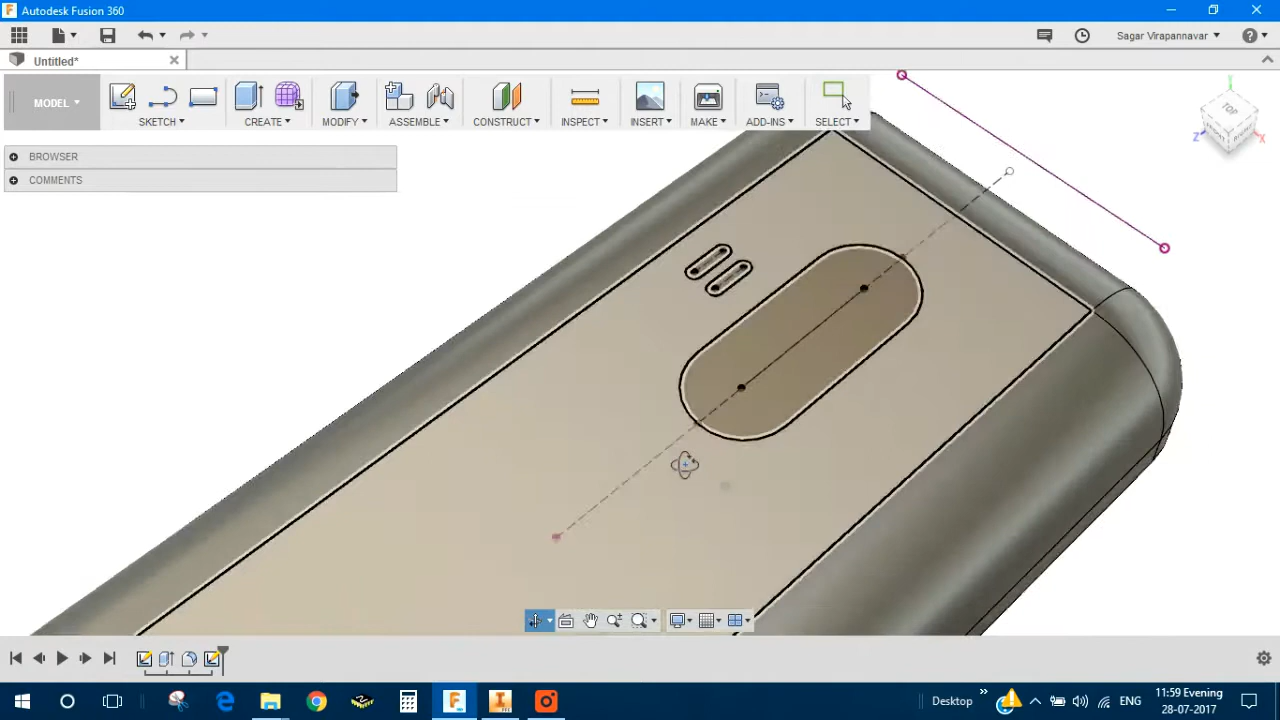 Autodesk Fusion 360
Sagar Virapannavar
Untitled*
MODEL
SKETCH
CREATE
MODIFY
ASSEMBLE
CONSTRUCT
INSPECT
INSERT
MAKE
ADD-INS
SELECT
TOP
Z
X
BROWSER
COMMENTS
Desktop
ENG
11:59 Evening
28-07-2017